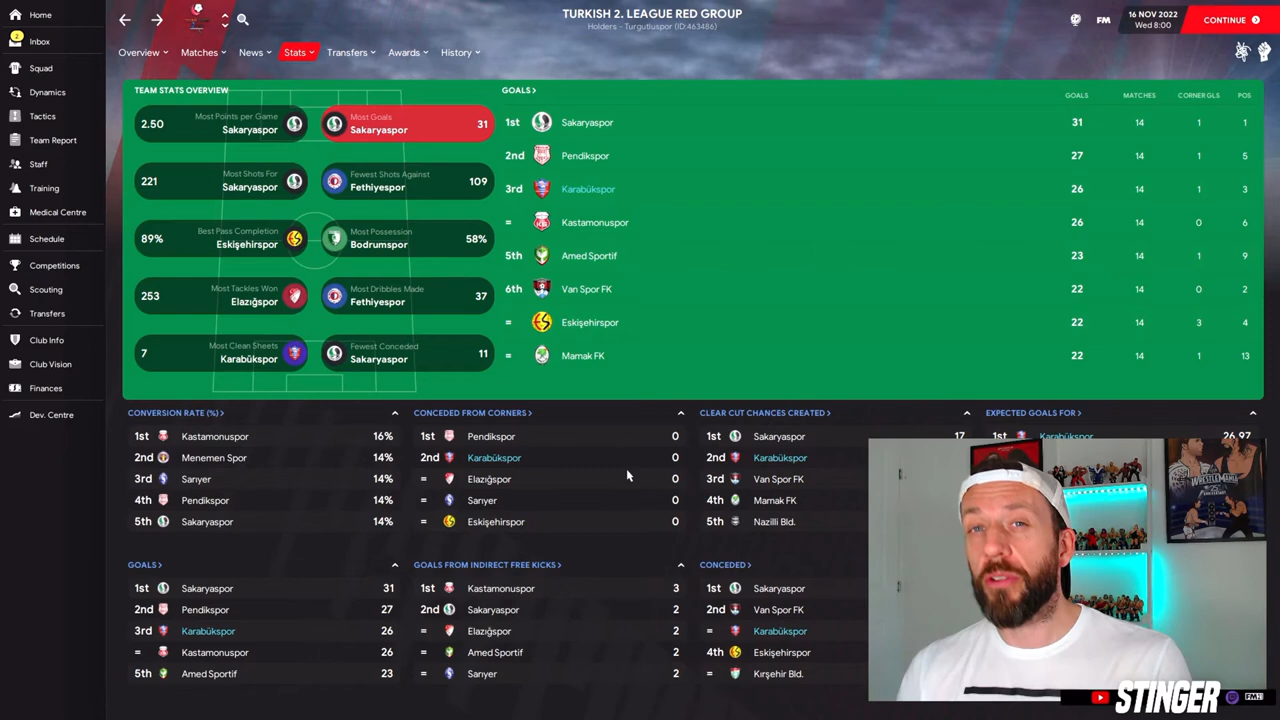 Home
2
Inbox
Squad
Dynamics
Tactics
Team Report
Staff
Training
Medical Centre
Schedule
Competitions
Scouting
Transfers
Club Info
Club Vision
Finances
Dev. Centre
TURKISH 2. LEAGUE RED GROUP
Holders - Turgutluspor (ID:463486)
FM
16 NOV 2022
Wed 8:00
CONTINUE
Overview
Matches
News
Stats
Transfers
Awards
History
TEAM STATS OVERVIEW
2.50 Most Points per Game Sakaryaspor
Most Goals Sakaryaspor 31
221 Most Shots For Sakaryaspor
Fewest Shots Against Fethiyespor 109
89% Best Pass Completion Eskişehirspor
Most Possession Bodrumspor 58%
253 Most Tackles Won Elazığspor
Most Dribbles Made Fethiyespor 37
7 Most Clean Sheets Karabükspor
Fewest Conceded Sakaryaspor 11
GOALS > GOALS MATCHES CORNER GLS POS
1st Sakaryaspor 31 14 1 1
2nd Pendikspor 27 14 1 5
3rd Karabükspor 26 14 1 3
= Kastamonuspor 26 14 0 6
5th Amed Sportif 23 14 1 9
6th Van Spor FK 22 14 0 2
= Eskişehirspor 22 14 3 4
= Mamak FK 22 14 1 13
CONVERSION RATE (%) >
1st Kastamonuspor 16%
2nd Menemen Spor 14%
3rd Sarıyer 14%
4th Pendikspor 14%
5th Sakaryaspor 14%
CONCEDED FROM CORNERS >
1st Pendikspor 0
2nd Karabükspor 0
= Elazığspor 0
= Sarıyer 0
= Eskişehirspor 0
CLEAR CUT CHANCES CREATED >
1st Sakaryaspor 17
2nd Karabükspor
3rd Van Spor FK
4th Mamak FK
5th Nazilli Bld.
EXPECTED GOALS FOR >
1st Karabükspor 26.97
GOALS >
1st Sakaryaspor 31
2nd Pendikspor 27
3rd Karabükspor 26
= Kastamonuspor 26
5th Amed Sportif 23
GOALS FROM INDIRECT FREE KICKS >
1st Kastamonuspor 3
2nd Sakaryaspor 2
= Elazığspor 2
= Amed Sportif 2
= Sarıyer 2
CONCEDED >
1st Sakaryaspor
2nd Van Spor FK
= Karabükspor
4th Eskişehirspor
= Kırşehir Bld.
WRESTLEMANIA
25
STINGER